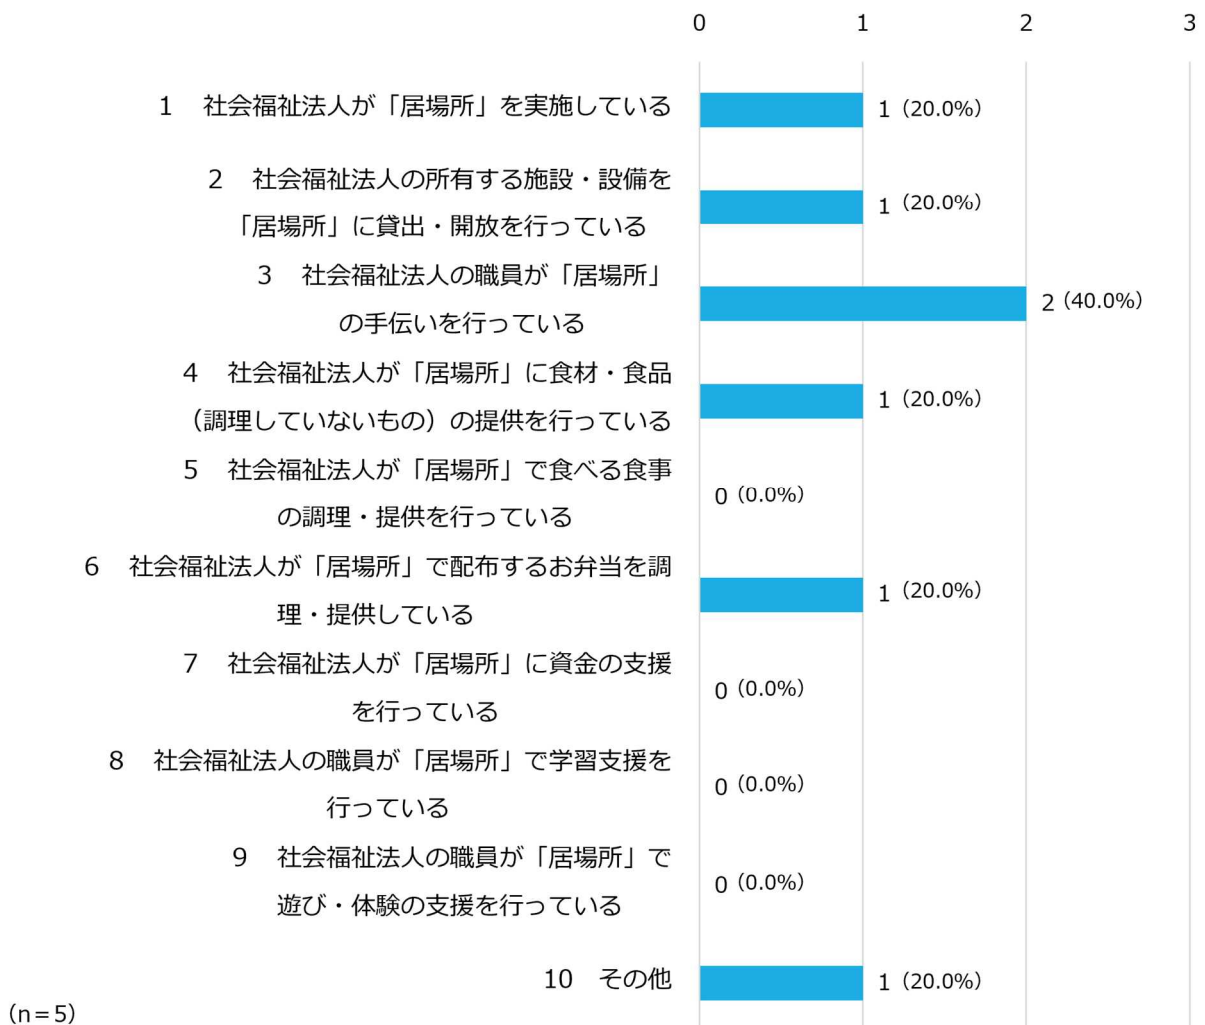 0 1 2 3
1 社会福祉法人が「居場所」を実施している
1（20.0%）
2 社会福祉法人の所有する施設・設備を
「居場所」に貸出・開放を行っている
1（20.0%）
3 社会福祉法人の職員が「居場所」
の手伝いを行っている
2（40.0%）
4 社会福祉法人が「居場所」に食材・食品
（調理していないもの）の提供を行っている
1（20.0%）
5 社会福祉法人が「居場所」で食べる食事
の調理・提供を行っている
0（0.0%）
6 社会福祉法人が「居場所」で配布するお弁当を調
理・提供している
1（20.0%）
7 社会福祉法人が「居場所」に資金の支援
を行っている
0（0.0%）
8 社会福祉法人の職員が「居場所」で学習支援を
行っている
0（0.0%）
9 社会福祉法人の職員が「居場所」で
遊び・体験の支援を行っている
0（0.0%）
10 その他
1（20.0%）
（n＝5）